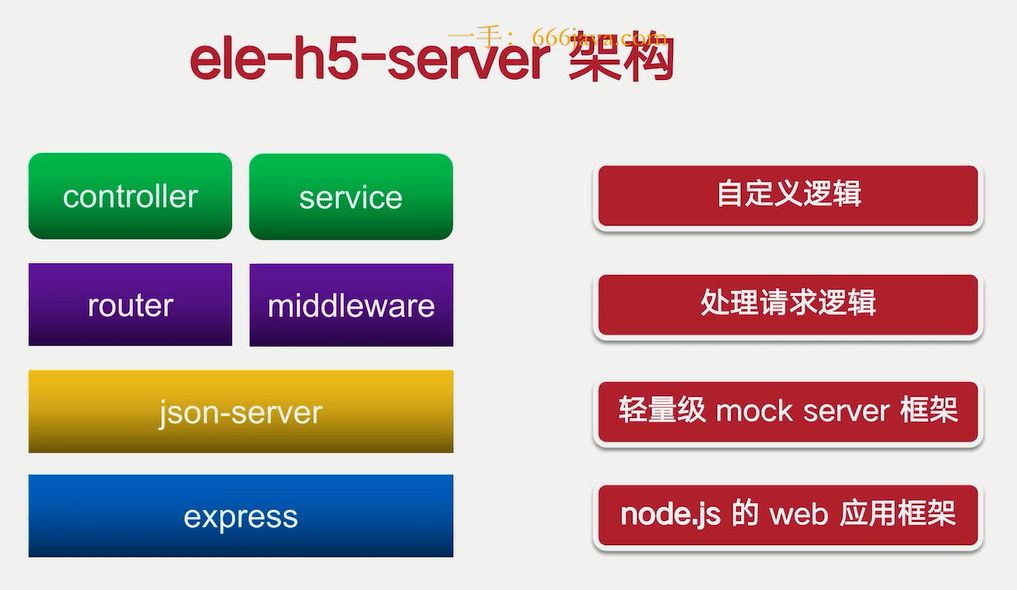 一手：666java.com
ele-h5-server 架构
controller
service
自定义逻辑
router
middleware
处理请求逻辑
json-server
轻量级 mock server 框架
express
node.js 的 web 应用框架